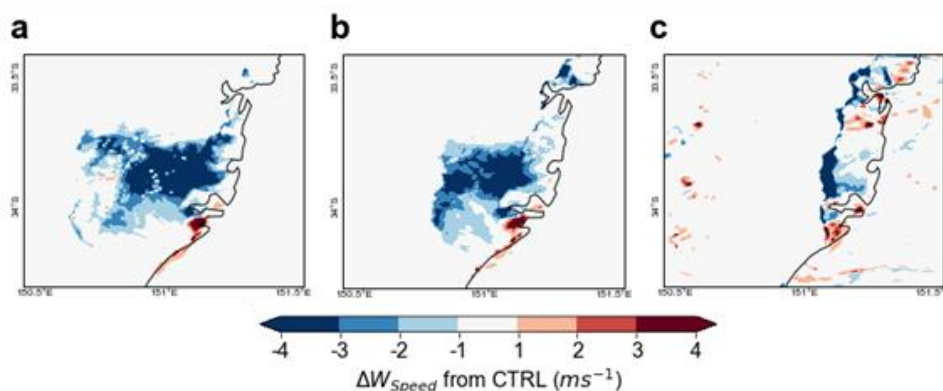 a b c
33.5°S 33.5°S 33.5°S
34°S 34°S 34°S
150.5°E 151°E 151.5°E 150.5°E 151°E 151.5°E 150.5°E 151°E 151.5°E
-4 -3 -2 -1 1 2 3 4
ΔW_Speed from CTRL (ms⁻¹)